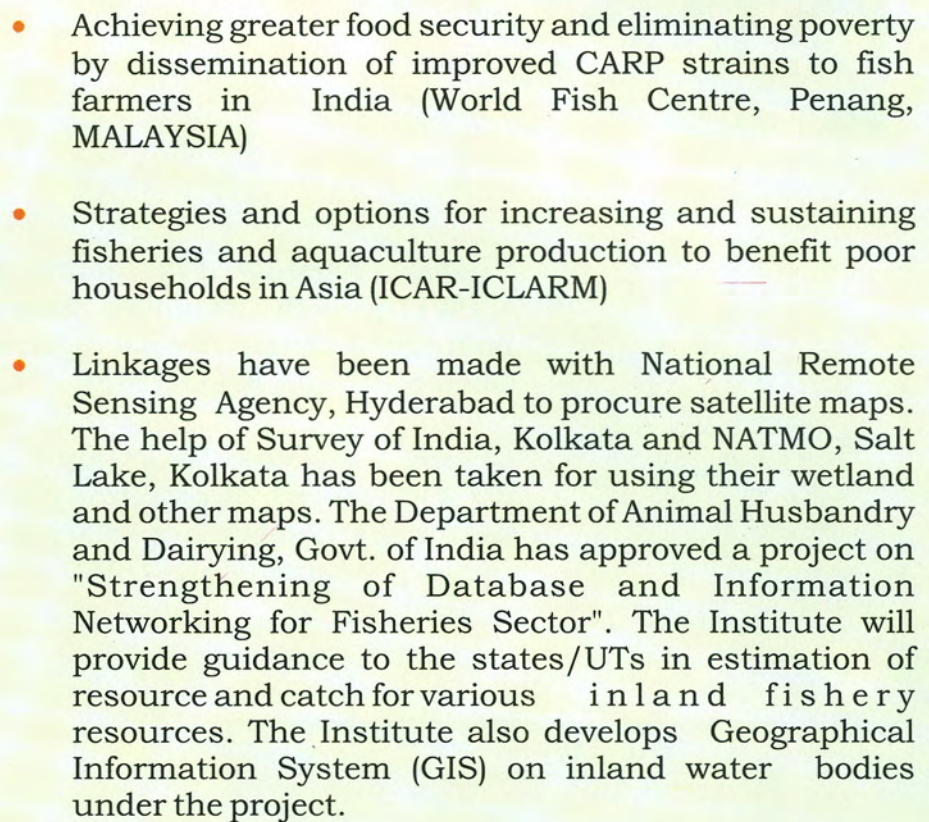 • Achieving greater food security and eliminating poverty
by dissemination of improved CARP strains to fish
farmers in India (World Fish Centre, Penang,
MALAYSIA)
• Strategies and options for increasing and sustaining
fisheries and aquaculture production to benefit poor
households in Asia (ICAR-ICLARM)
• Linkages have been made with National Remote
Sensing Agency, Hyderabad to procure satellite maps.
The help of Survey of India, Kolkata and NATMO, Salt
Lake, Kolkata has been taken for using their wetland
and other maps. The Department of Animal Husbandry
and Dairying, Govt. of India has approved a project on
"Strengthening of Database and Information
Networking for Fisheries Sector". The Institute will
provide guidance to the states/UTs in estimation of
resource and catch for various inland fishery
resources. The Institute also develops Geographical
Information System (GIS) on inland water bodies
under the project.